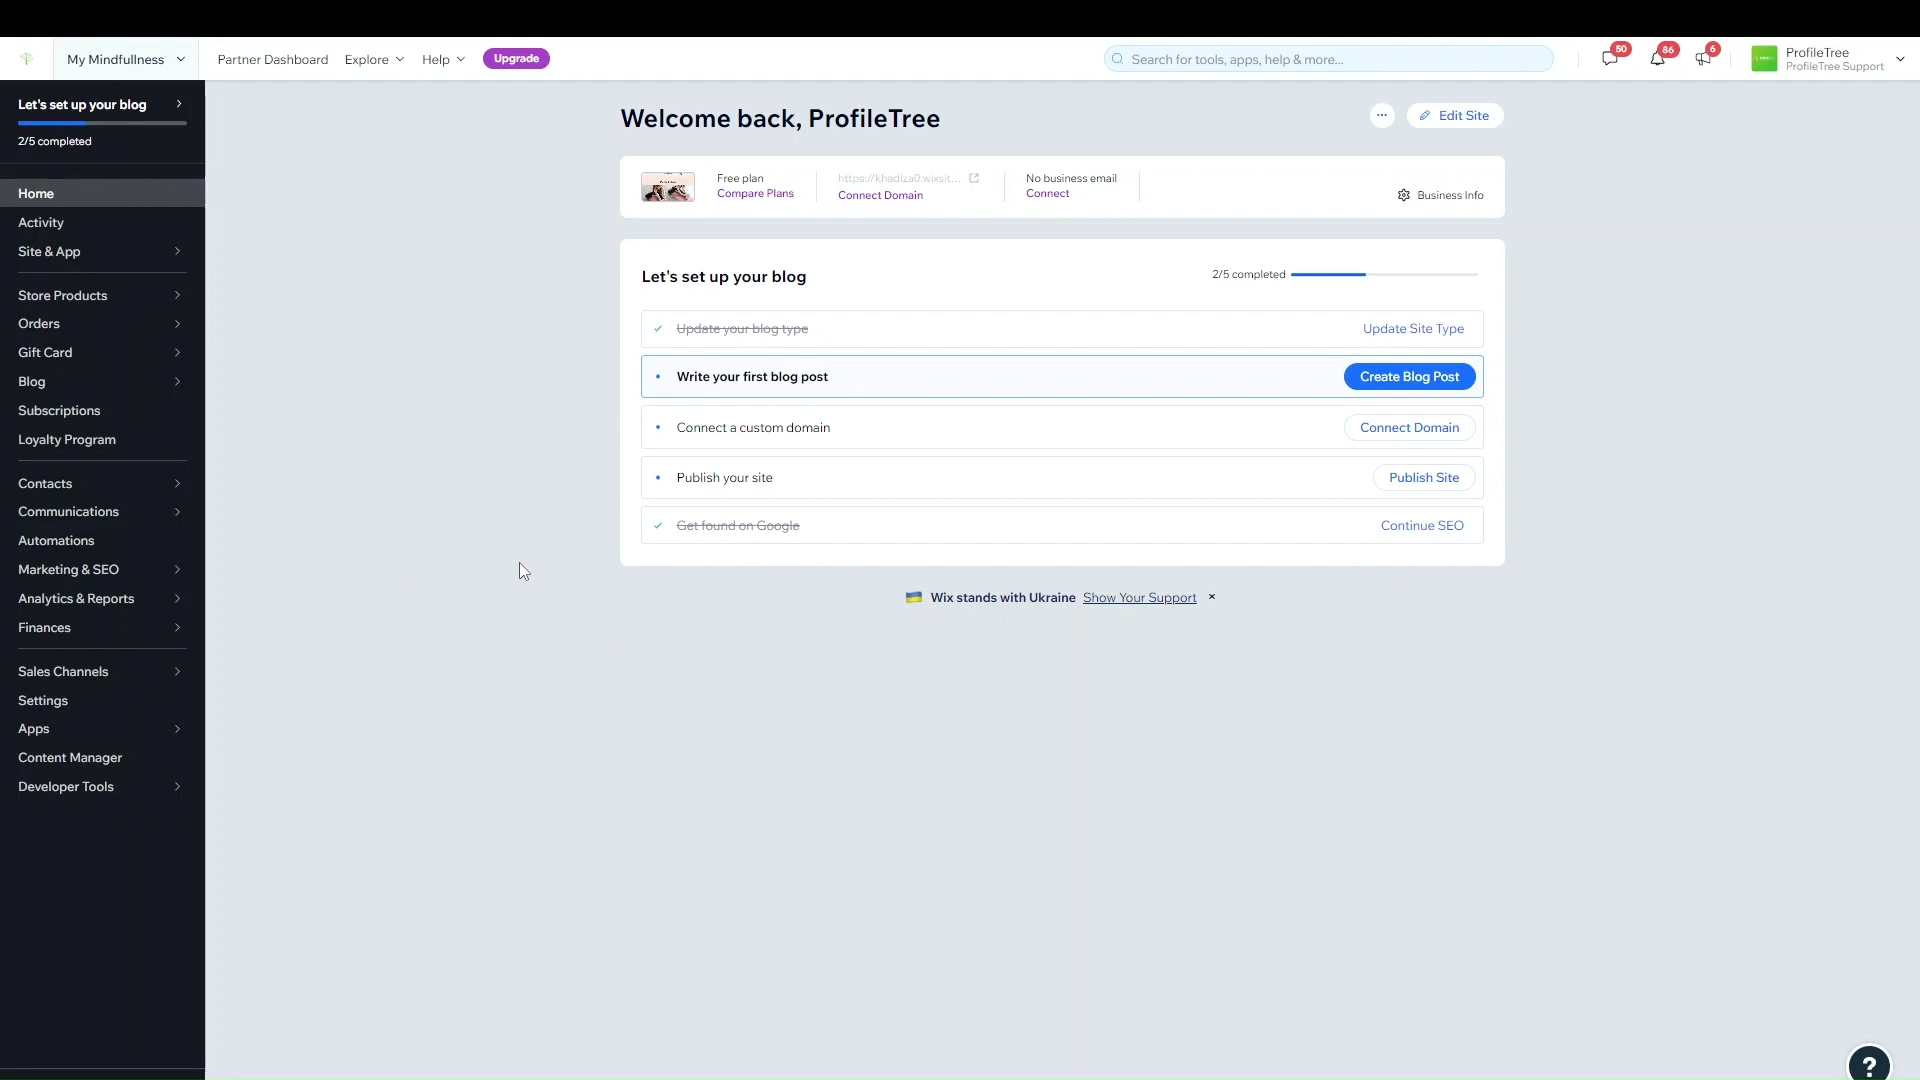 My Mindfullness
Partner Dashboard
Explore
Help
Upgrade
Search for tools, apps, help & more...
50
86
6
ProfileTree
ProfileTree Support
Let's set up your blog
2/5 completed
Home
Activity
Site & App
Store Products
Orders
Gift Card
Blog
Subscriptions
Loyalty Program
Contacts
Communications
Automations
Marketing & SEO
Analytics & Reports
Finances
Sales Channels
Settings
Apps
Content Manager
Developer Tools
Welcome back, ProfileTree
...
Edit Site
Free plan
Compare Plans
https://khadiza0.wixsit...
Connect Domain
No business email
Connect
Business Info
Let's set up your blog
2/5 completed
Update your blog type
Update Site Type
Write your first blog post
Create Blog Post
Connect a custom domain
Connect Domain
Publish your site
Publish Site
Get found on Google
Continue SEO
Wix stands with Ukraine Show Your Support
?